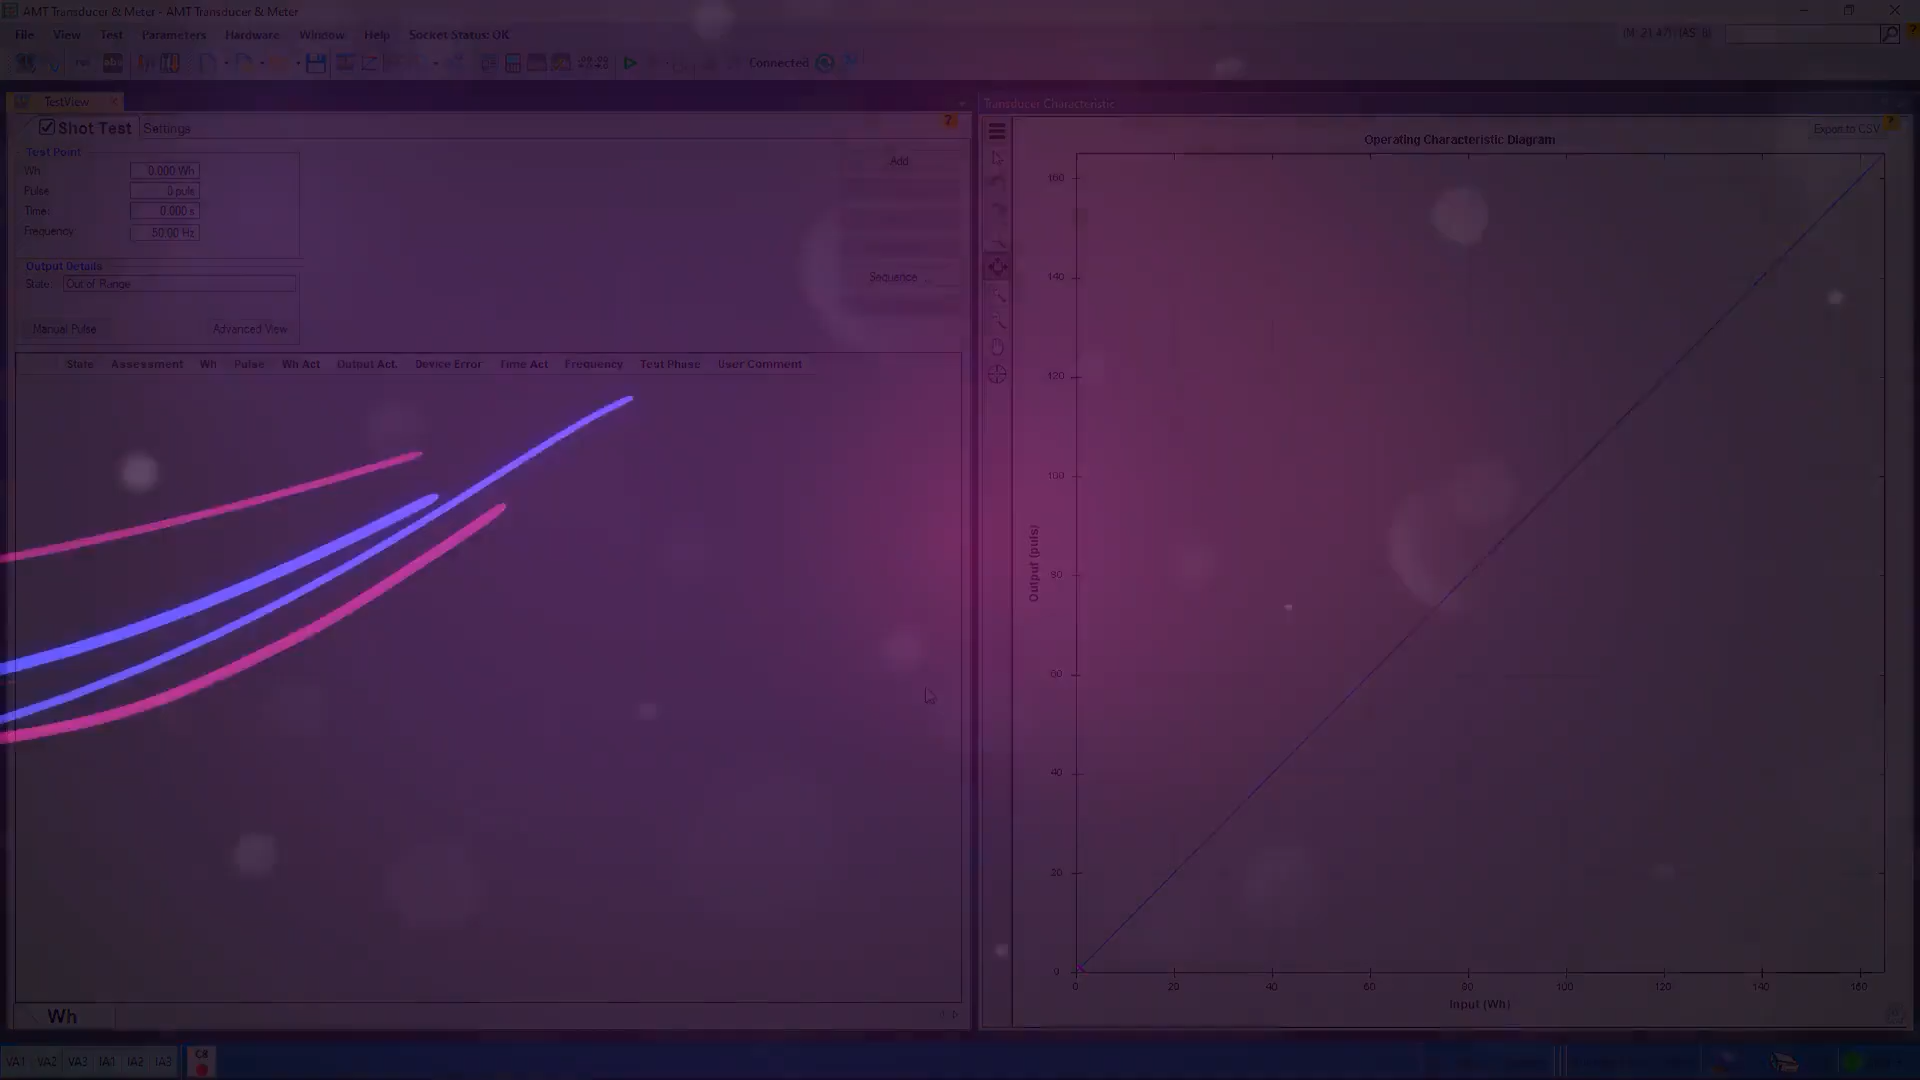 AMT Transducer & Meter - AMT Transducer & Meter
File View Test Parameters Hardware Window Help Socket Status: OK
Connected
TestView
Shot Test Settings
Test Point
Wh 0.000 Wh
Pulse 0 puls
Time: 0.000 s
Frequency 50.00 Hz
Output Details
State: Out of Range
Manual Pulse Advanced View
Add
Sequence ...
State Assessment Wh Pulse Wh Act Output Act. Device Error Time Act Frequency Test Phase User Comment
Wh
Transducer Characteristic
Export to CSV
Operating Characteristic Diagram
Output (puls)
160
140
120
100
80
60
40
20
0
0 20 40 60 80 100 120 140 160
Input (Wh)
VA1 VA2 VA3 IA1 IA2 IA3